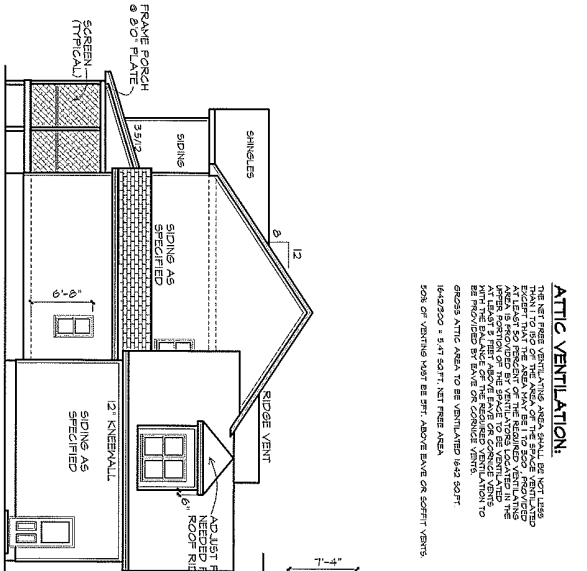 ATTIC VENTILATION:
THE NET FREE VENTILATING AREA SHALL BE NOT LESS
THAN 1 TO 150 OF THE AREA OF THE SPACE VENTILATED
EXCEPT THAT THE AREA MAY BE 1 TO 300, PROVIDED
AT LEAST 50 PERCENT OF THE REQUIRED VENTILATING
AREA IS PROVIDED BY VENTILATORS LOCATED IN THE
UPPER PORTION OF THE SPACE TO BE VENTILATED
AT LEAST 3 FEET ABOVE EAVE OR CORNICE VENTS
WITH THE BALANCE OF THE REQUIRED VENTILATION TO
BE PROVIDED BY EAVE OR CORNICE VENTS.
GROSS ATTIC AREA TO BE VENTILATED 1642 SQ.FT.
1642/300 = 5.47 SQ.FT. NET FREE AREA
50% OF VENTING MUST BE 3FT. ABOVE EAVE OR SOFFIT VENTS.
FRAME PORCH
@ 8'0" PLATE
SCREEN
(TYPICAL)
3.5/12
SIDING
SHINGLES
8
12
SIDING AS
SPECIFIED
6'-8"
RIDGE VENT
12" KNEEWALL
SIDING AS
SPECIFIED
6"
ADJUST
NEEDED
ROOF
7'-4"